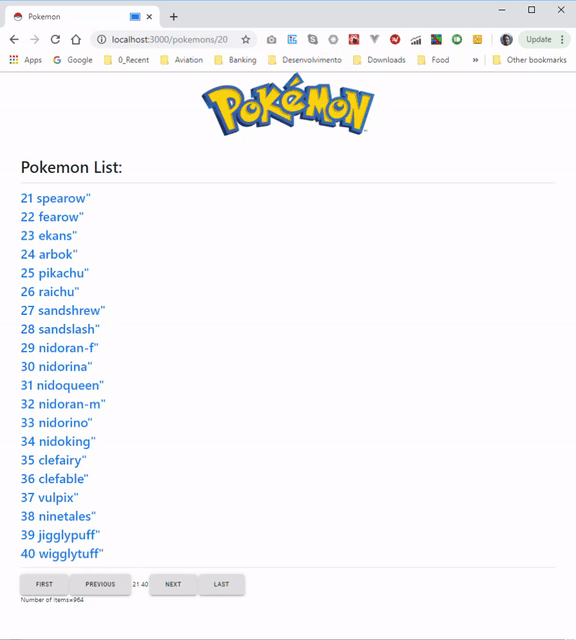 Pokemon
localhost:3000/pokemons/20
Update
Apps Google 0_Recent Aviation Banking Desenvolvimento Downloads Food » Other bookmarks
POKéMON
Pokemon List:
21 spearow"
22 fearow"
23 ekans"
24 arbok"
25 pikachu"
26 raichu"
27 sandshrew"
28 sandslash"
29 nidoran-f"
30 nidorina"
31 nidoqueen"
32 nidoran-m"
33 nidorino"
34 nidoking"
35 clefairy"
36 clefable"
37 vulpix"
38 ninetales"
39 jigglypuff"
40 wigglytuff"
FIRST PREVIOUS 21 40 NEXT LAST
Number of Items=964